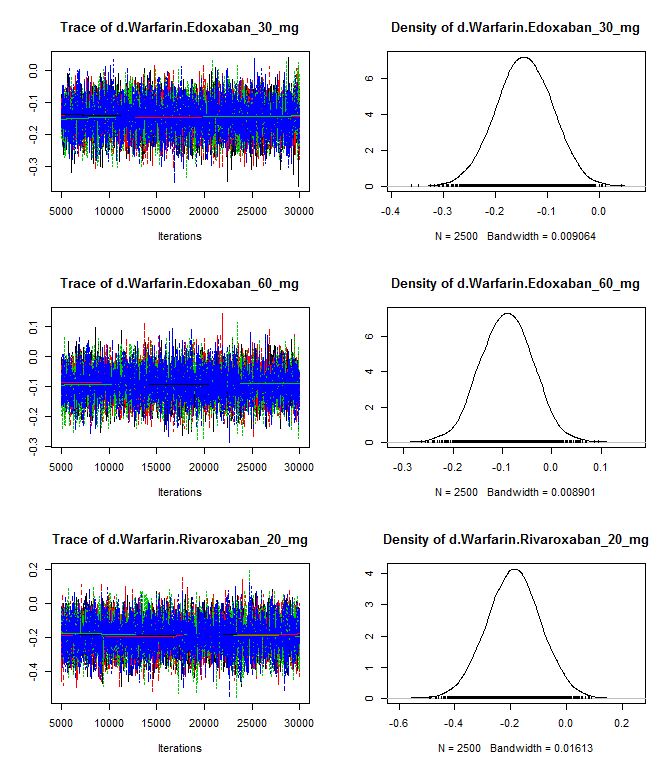 Trace of d.Warfarin.Edoxaban_30_mg
0.0
-0.1
-0.2
-0.3
5000 10000 15000 20000 25000 30000
Iterations
Density of d.Warfarin.Edoxaban_30_mg
6
4
2
0
-0.4 -0.3 -0.2 -0.1 0.0
N = 2500 Bandwidth = 0.009064
Trace of d.Warfarin.Edoxaban_60_mg
0.1
0.0
-0.1
-0.2
-0.3
5000 10000 15000 20000 25000 30000
Iterations
Density of d.Warfarin.Edoxaban_60_mg
6
4
2
0
-0.3 -0.2 -0.1 0.0 0.1
N = 2500 Bandwidth = 0.008901
Trace of d.Warfarin.Rivaroxaban_20_mg
0.2
0.0
-0.2
-0.4
5000 10000 15000 20000 25000 30000
Iterations
Density of d.Warfarin.Rivaroxaban_20_mg
4
3
2
1
0
-0.6 -0.4 -0.2 0.0 0.2
N = 2500 Bandwidth = 0.01613